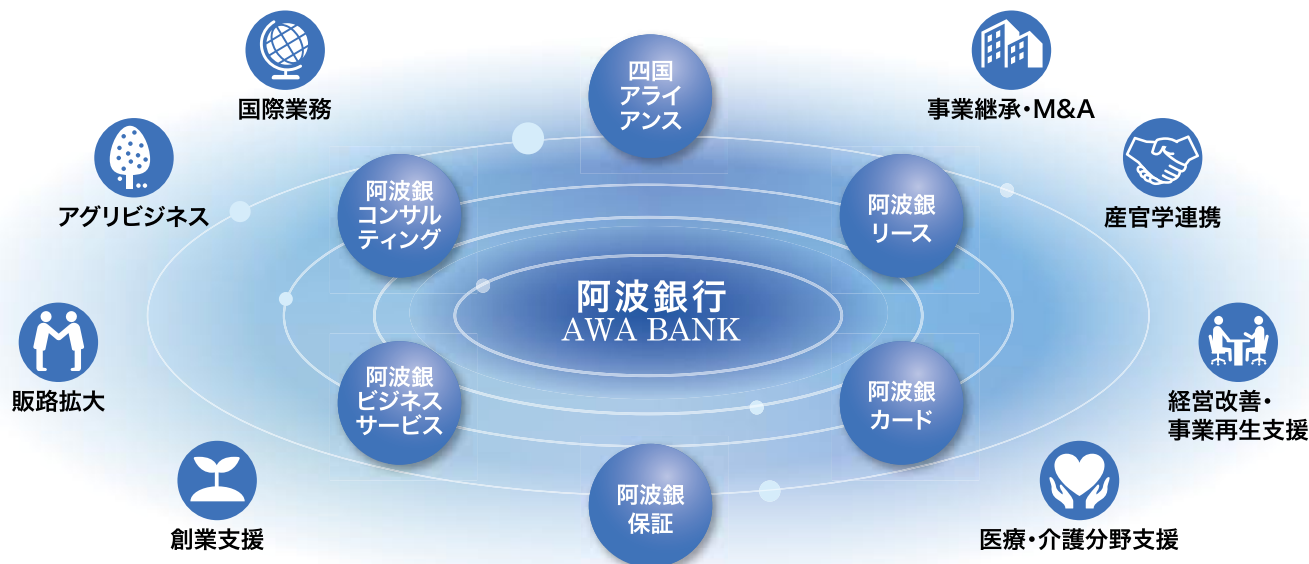 国際業務
四国
アライ
アンス
事業継承・M&A
アグリビジネス
阿波銀
コンサル
ティング
阿波銀
リース
産官学連携
阿波銀行
AWA BANK
販路拡大
阿波銀
ビジネス
サービス
阿波銀
カード
経営改善・
事業再生支援
創業支援
阿波銀
保証
医療・介護分野支援